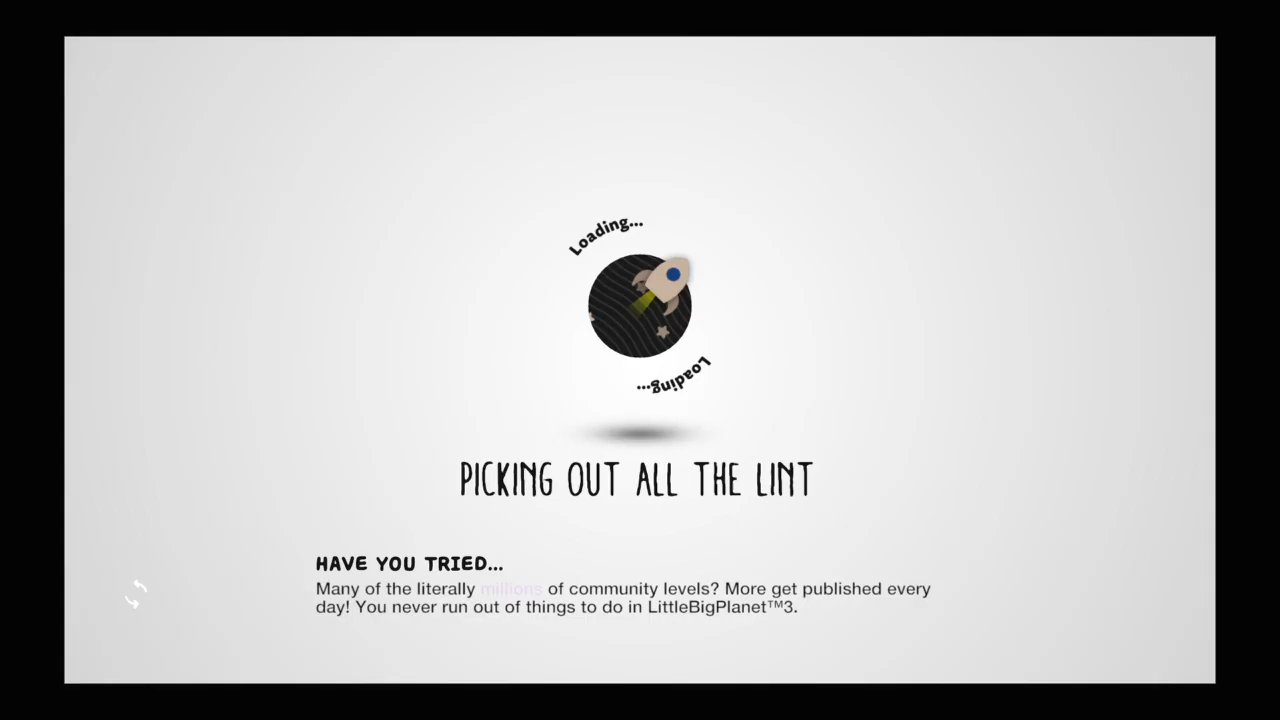 Loading...
Loading...
PICKING OUT ALL THE LINT
HAVE YOU TRIED...
Many of the literally millions of community levels? More get published every
day! You never run out of things to do in LittleBigPlanet™3.